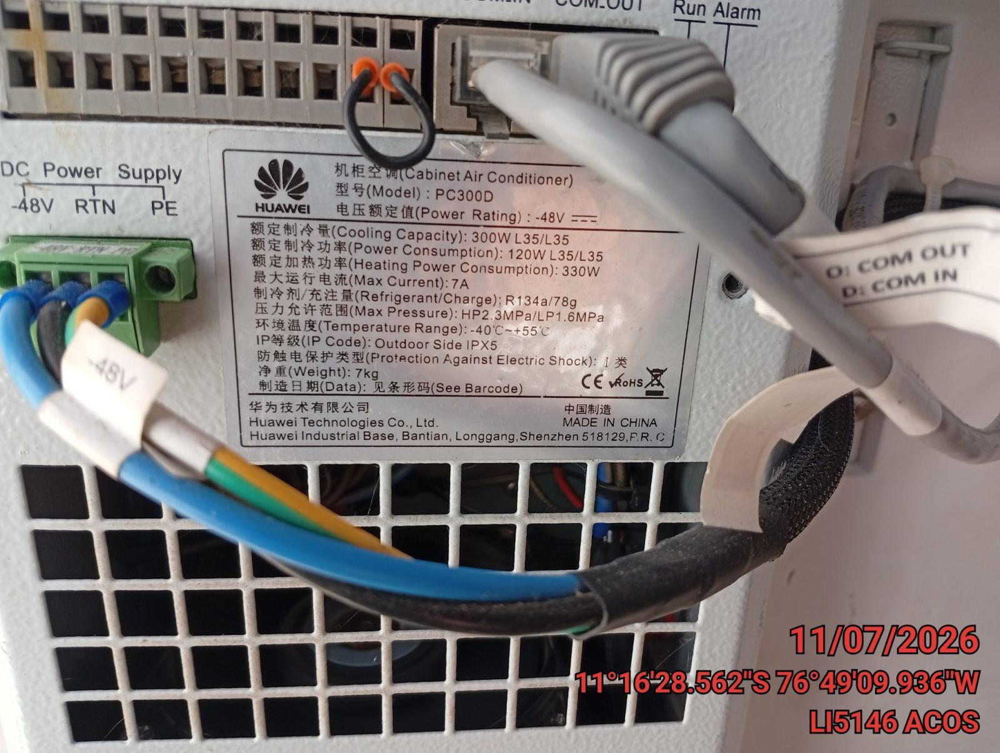 COM_OUT
Run Alarm
DC Power Supply
-48V RTN PE
-48V RTN PE
HUAWEI
机柜空调(Cabinet Air Conditioner)
型号(Model) : PC300D
电压额定值(Power Rating) : -48V
额定制冷量(Cooling Capacity): 300W L35/L35
额定制冷功率(Power Consumption): 120W L35/L35
额定加热功率(Heating Power Consumption): 330W
最大运行电流(Max Current): 7A
制冷剂/充注量(Refrigerant/Charge): R134a/78g
压力允许范围(Max Pressure): HP2.3MPa/LP1.6MPa
环境温度(Temperature Range): -40℃~+55℃
IP等级(IP Code): Outdoor Side IPX5
防触电保护类型(Protection Against Electric Shock): I 类
净重(Weight): 7kg
制造日期(Data): 见条形码(See Barcode)
CE RoHS
华为技术有限公司
中国制造
Huawei Technologies Co., Ltd.
MADE IN CHINA
Huawei Industrial Base, Bantian, Longgang,Shenzhen 518129,P.R. C
O: COM OUT
D: COM IN
-48V
11/07/2026
11°16'28.562"S 76°49'09.936"W
LI5146 ACOS